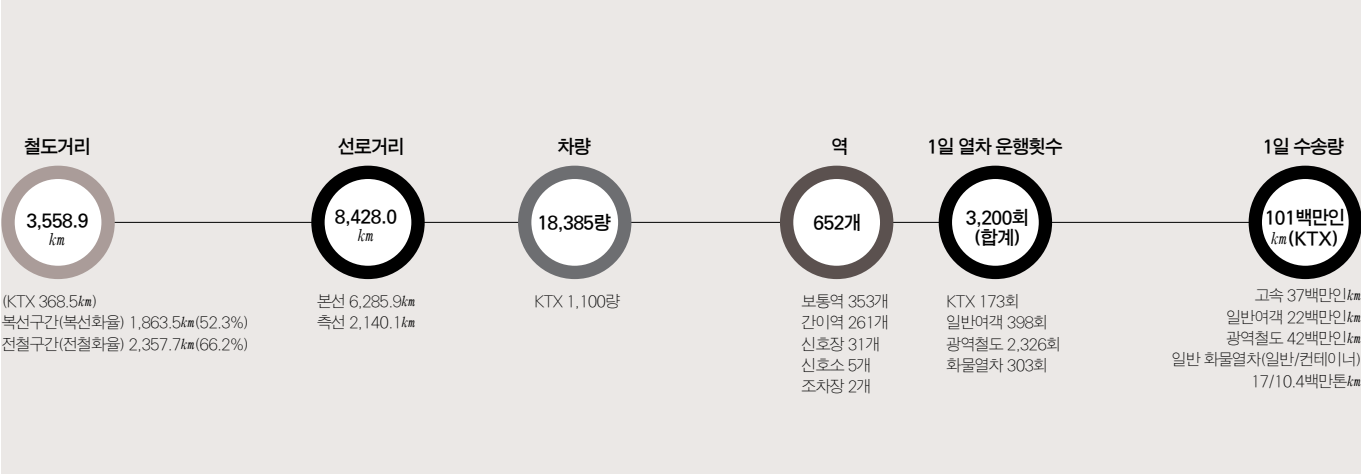 철도거리
3,558.9
km
(KTX 368.5km)
복선구간(복선화율) 1,863.5km(52.3%)
전철구간(전철화율) 2,357.7km(66.2%)
선로거리
8,428.0
km
본선 6,285.9km
측선 2,140.1km
차량
18,385량
KTX 1,100량
역
652개
보통역 353개
간이역 261개
신호장 31개
신호소 5개
조차장 2개
1일 열차 운행횟수
3,200회
(합계)
KTX 173회
일반여객 398회
광역철도 2,326회
화물열차 303회
1일 수송량
101백만인
km(KTX)
고속 37백만인km
일반여객 22백만인km
광역철도 42백만인km
일반 화물열차(일반/컨테이너)
17/10.4백만톤km